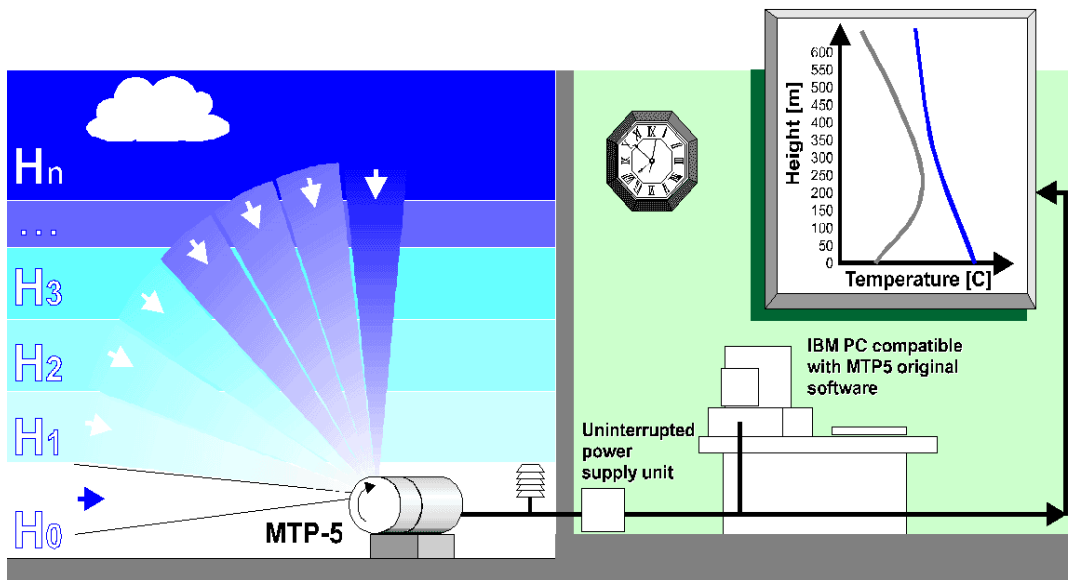 Hn
...
H3
H2
H1
H0
MTP-5
Uninterrupted
power
supply unit
IBM PC compatible
with MTP5 original
software
Height [m]
600
550
500
450
400
350
300
250
200
150
100
50
0
Temperature [C]